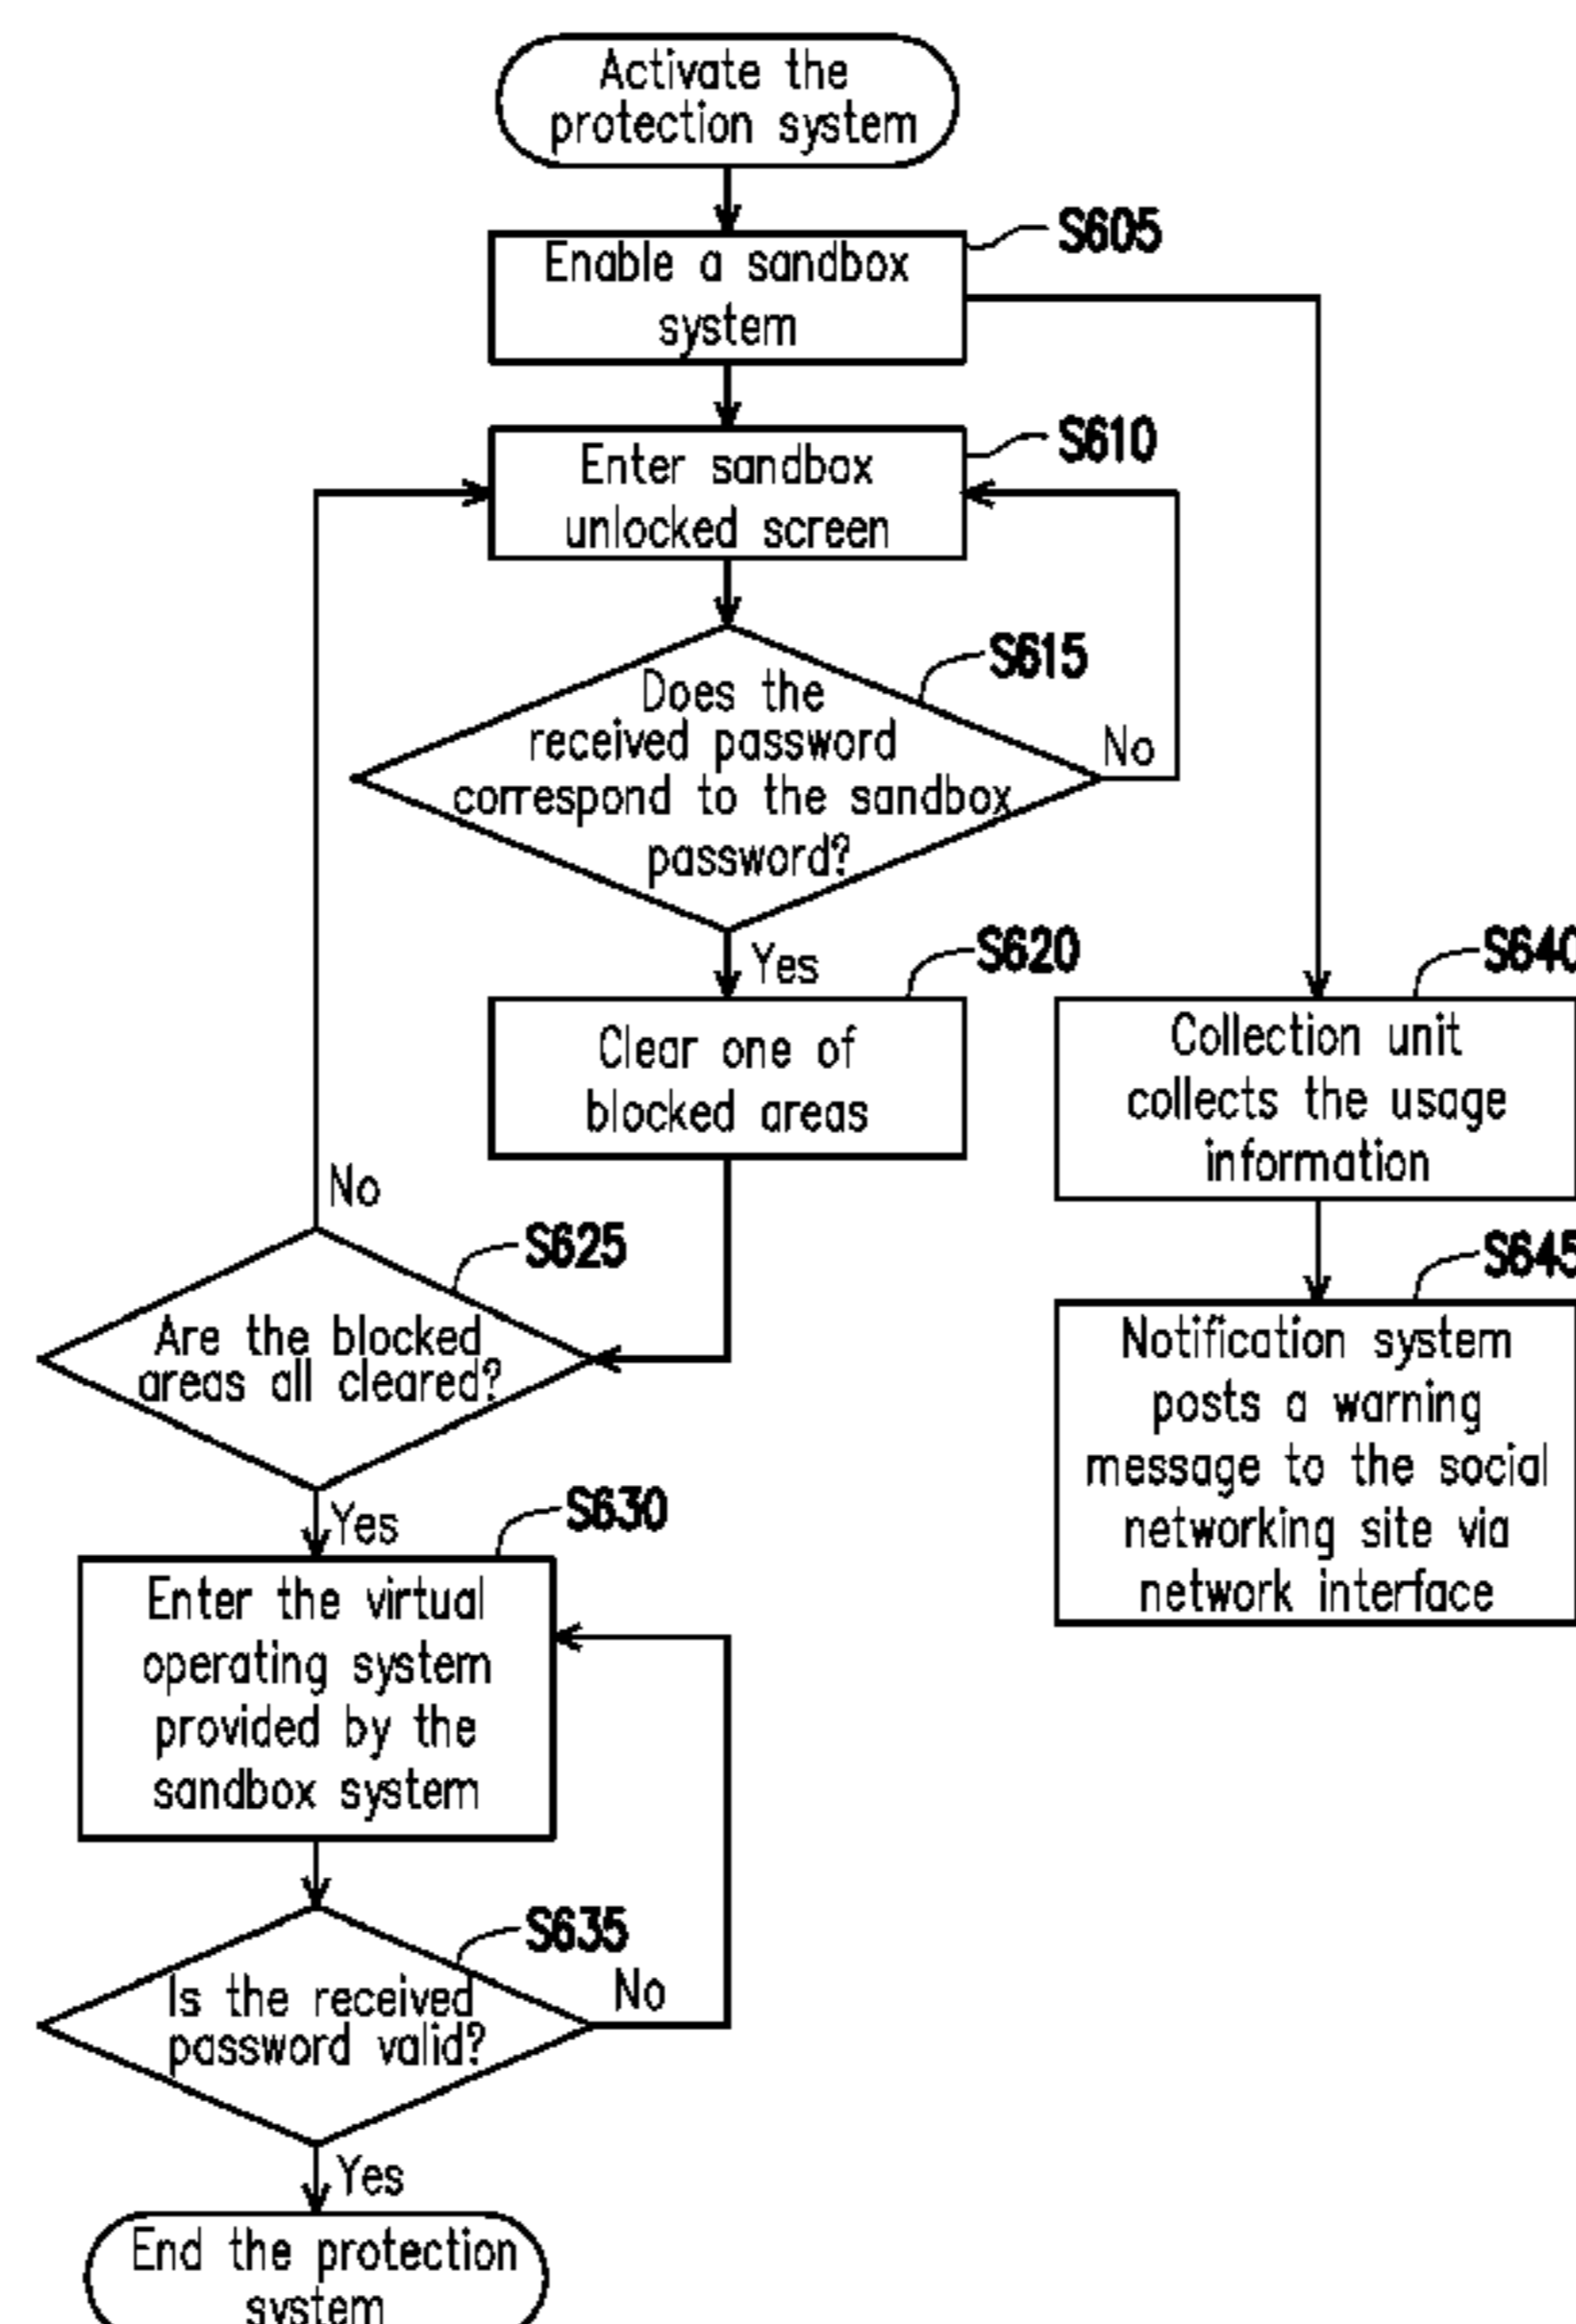 Activate the
protection system
S605
Enable a sandbox
system
S610
Enter sandbox
unlocked screen
S615
Does the
received password
correspond to the sandbox
password?
No
Yes
S620
Clear one of
blocked areas
S640
Collection unit
collects the usage
information
No
S625
Are the blocked
areas all cleared?
S645
Notification system
posts a warning
message to the social
networking site via
network interface
Yes
S630
Enter the virtual
operating system
provided by the
sandbox system
S635
Is the received
password valid?
No
Yes
End the protection
system